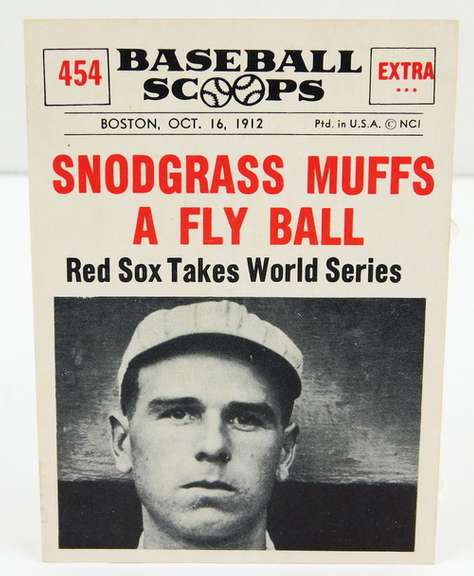 454
BASEBALL
SCOOPS
EXTRA
...
BOSTON, OCT. 16, 1912 Ptd. in U.S.A. © NCI
SNODGRASS MUFFS
A FLY BALL
Red Sox Takes World Series